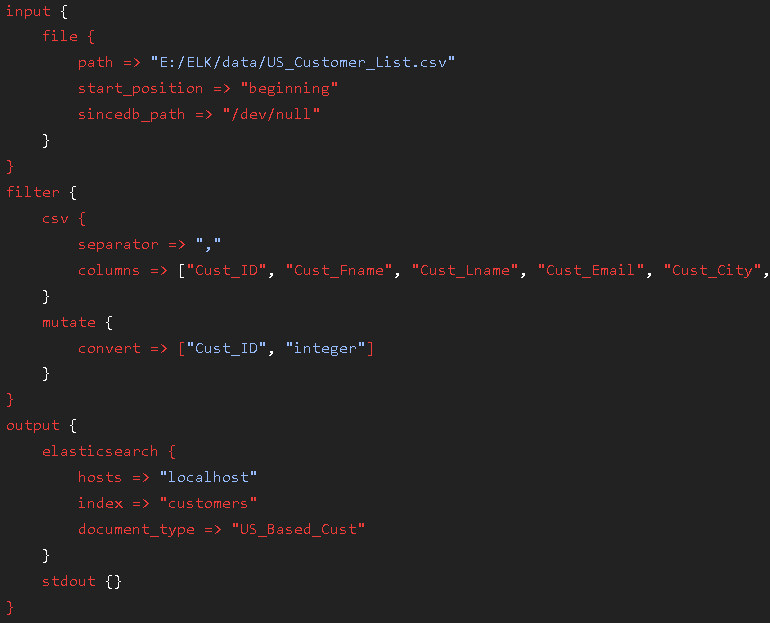 input {
    file {
        path => "E:/ELK/data/US_Customer_List.csv"
        start_position => "beginning"
        sincedb_path => "/dev/null"
    }
}
filter {
    csv {
        separator => ","
        columns => ["Cust_ID", "Cust_Fname", "Cust_Lname", "Cust_Email", "Cust_City",
    }
    mutate {
        convert => ["Cust_ID", "integer"]
    }
}
output {
    elasticsearch {
        hosts => "localhost"
        index => "customers"
        document_type => "US_Based_Cust"
    }
    stdout {}
}